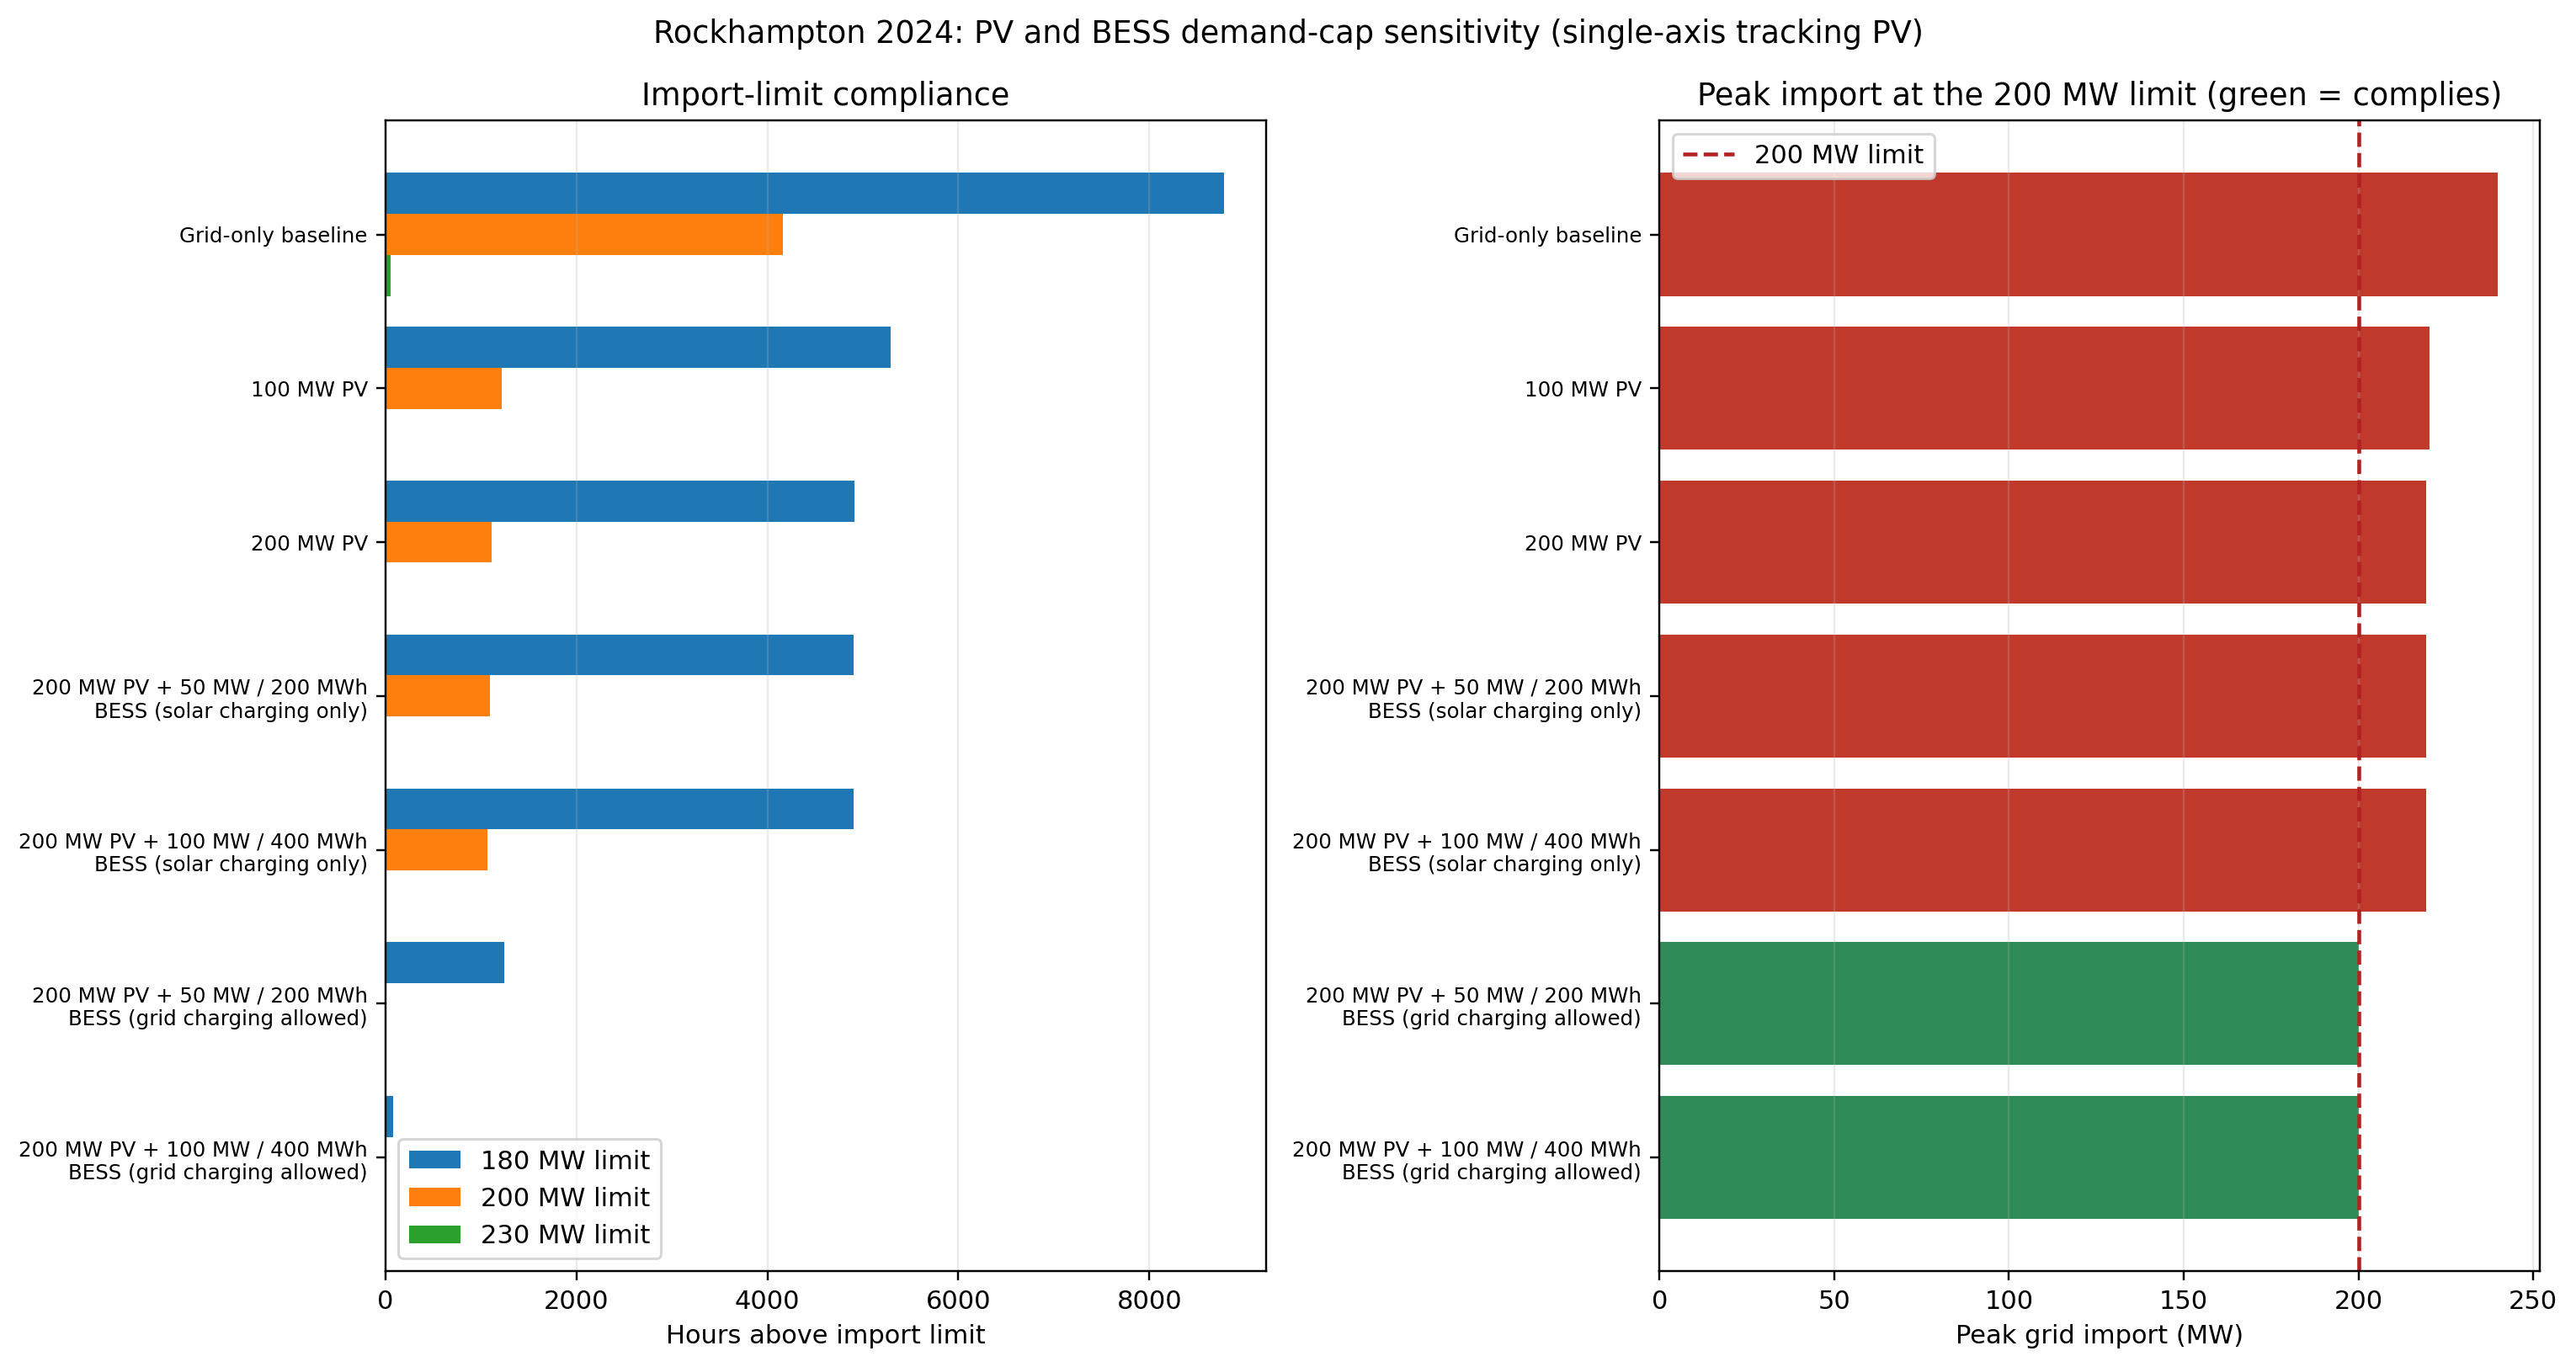 Rockhampton 2024: PV and BESS demand-cap sensitivity (single-axis tracking PV)
Import-limit compliance
Grid-only baseline
100 MW PV
200 MW PV
200 MW PV + 50 MW / 200 MWh
BESS (solar charging only)
200 MW PV + 100 MW / 400 MWh
BESS (solar charging only)
200 MW PV + 50 MW / 200 MWh
BESS (grid charging allowed)
200 MW PV + 100 MW / 400 MWh
BESS (grid charging allowed)
180 MW limit
200 MW limit
230 MW limit
0 2000 4000 6000 8000
Hours above import limit
Peak import at the 200 MW limit (green = complies)
200 MW limit
Grid-only baseline
100 MW PV
200 MW PV
200 MW PV + 50 MW / 200 MWh
BESS (solar charging only)
200 MW PV + 100 MW / 400 MWh
BESS (solar charging only)
200 MW PV + 50 MW / 200 MWh
BESS (grid charging allowed)
200 MW PV + 100 MW / 400 MWh
BESS (grid charging allowed)
0 50 100 150 200 250
Peak grid import (MW)